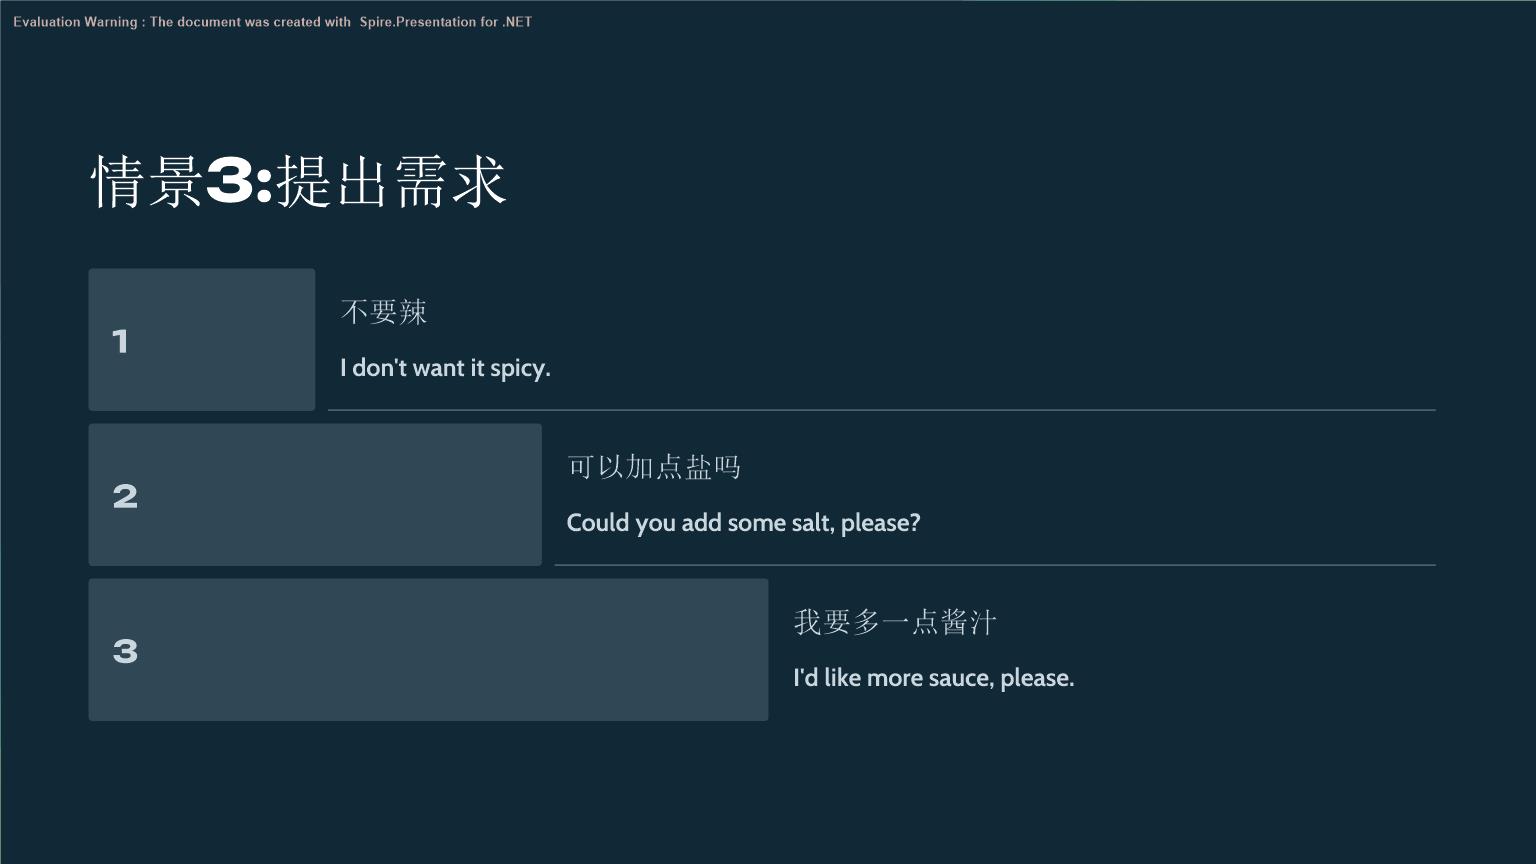 Evaluation Warning : The document was created with Spire.Presentation for .NET
情景3:提出需求
1
不要辣
I don't want it spicy.
2
可以加点盐吗
Could you add some salt, please?
3
我要多一点酱汁
I'd like more sauce, please.